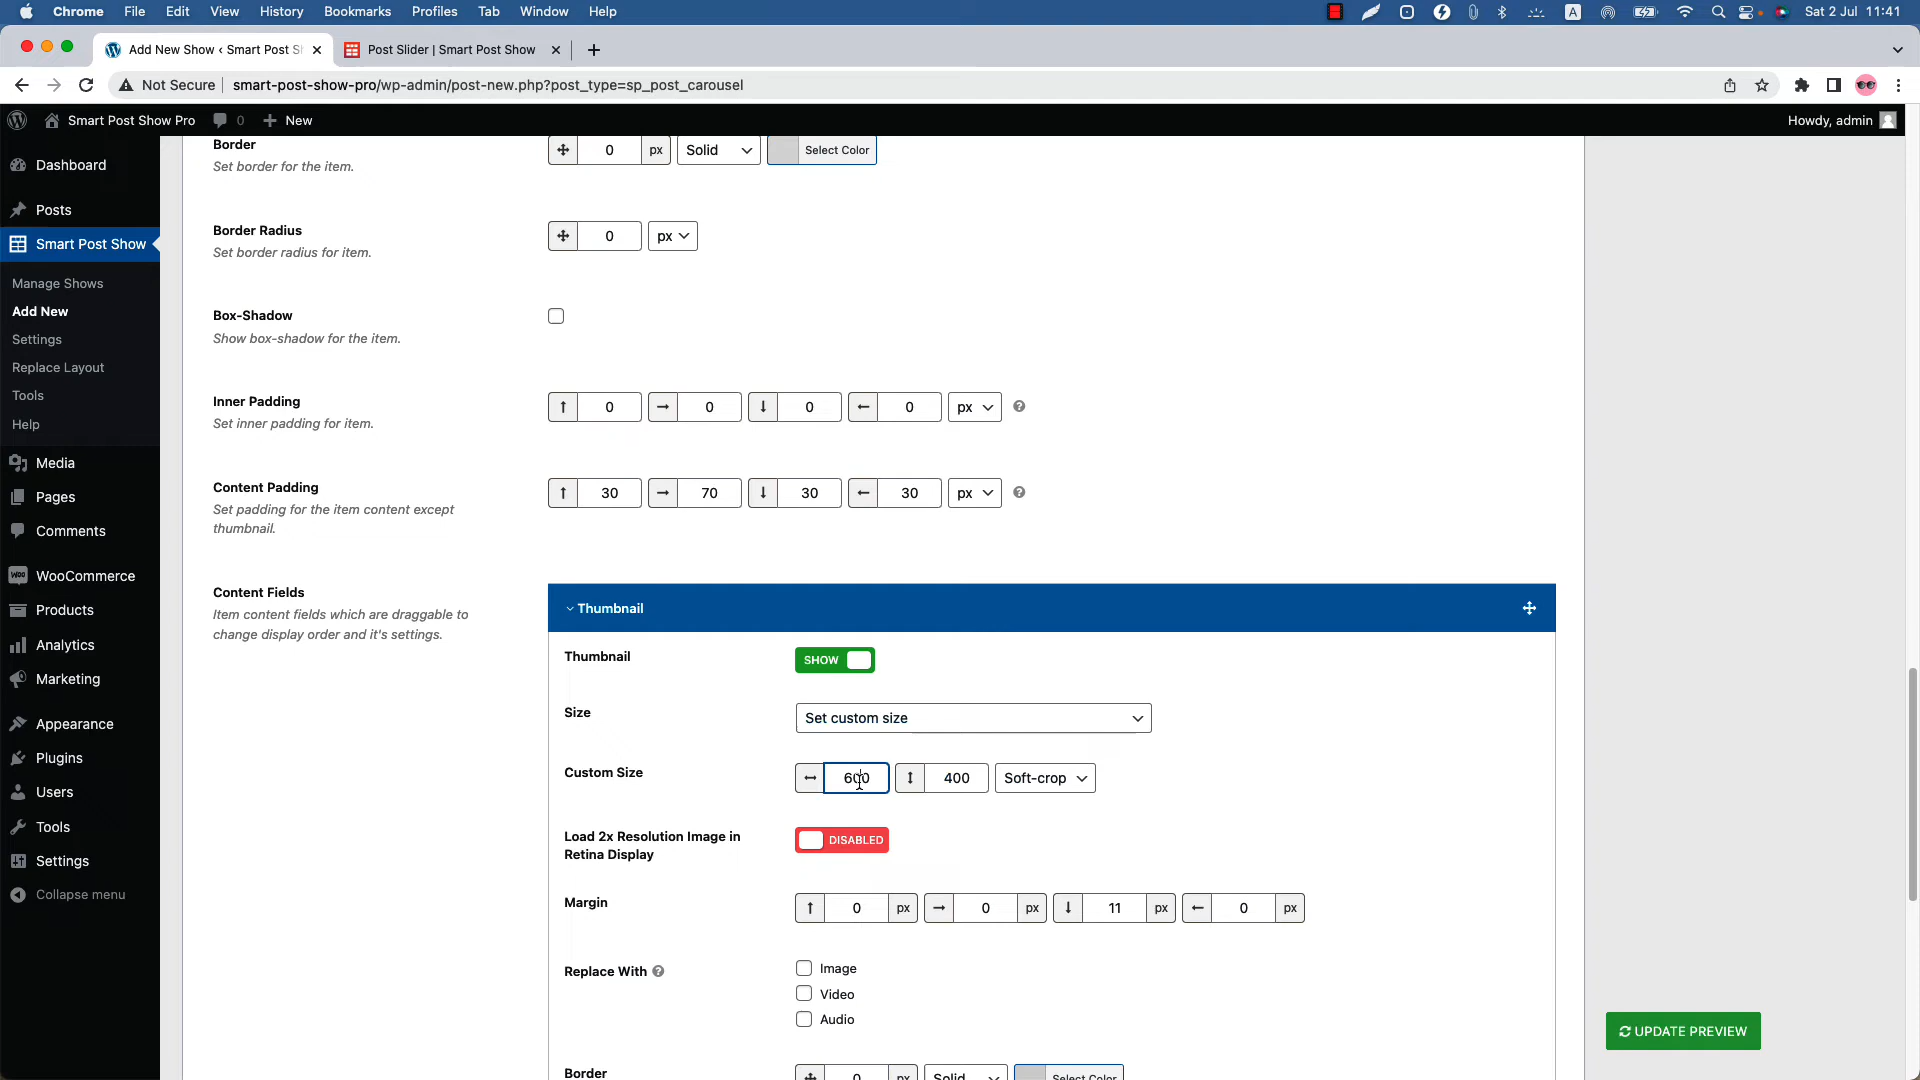 Chrome File Edit View History Bookmarks Profiles Tab Window Help A Sat 2 Jul 11:41
Add New Show ‹ Smart Post S
Post Slider | Smart Post Show
Not Secure smart-post-show-pro/wp-admin/post-new.php?post_type=sp_post_carousel
Smart Post Show Pro 0 New Howdy, admin
Dashboard
Posts
Smart Post Show
Manage Shows
Add New
Settings
Replace Layout
Tools
Help
Media
Pages
Comments
WooCommerce
Products
Analytics
Marketing
Appearance
Plugins
Users
Tools
Settings
Collapse menu
Border
Set border for the item.
0 px Solid Select Color
Border Radius
Set border radius for item.
0 px
Box-Shadow
Show box-shadow for the item.
Inner Padding
Set inner padding for item.
0 0 0 0 px
Content Padding
Set padding for the item content except
thumbnail.
30 70 30 30 px
Content Fields
Item content fields which are draggable to
change display order and it's settings.
Thumbnail
Thumbnail SHOW
Size Set custom size
Custom Size 600 400 Soft-crop
Load 2x Resolution Image in
Retina Display
DISABLED
Margin 0 px 0 px 11 px 0 px
Replace With Image
Video
Audio
Border 0 px Solid Select Color
UPDATE PREVIEW